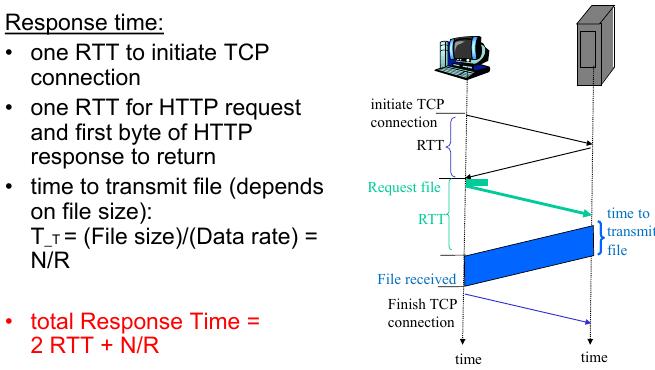 Response time:
• one RTT to initiate TCP
connection
• one RTT for HTTP request
and first byte of HTTP
response to return
• time to transmit file (depends
on file size):
T_T = (File size)/(Data rate) =
N/R
• total Response Time =
2 RTT + N/R
initiate TCP
connection
RTT
Request file
RTT
time to
transmit
file
File received
Finish TCP
connection
time
time